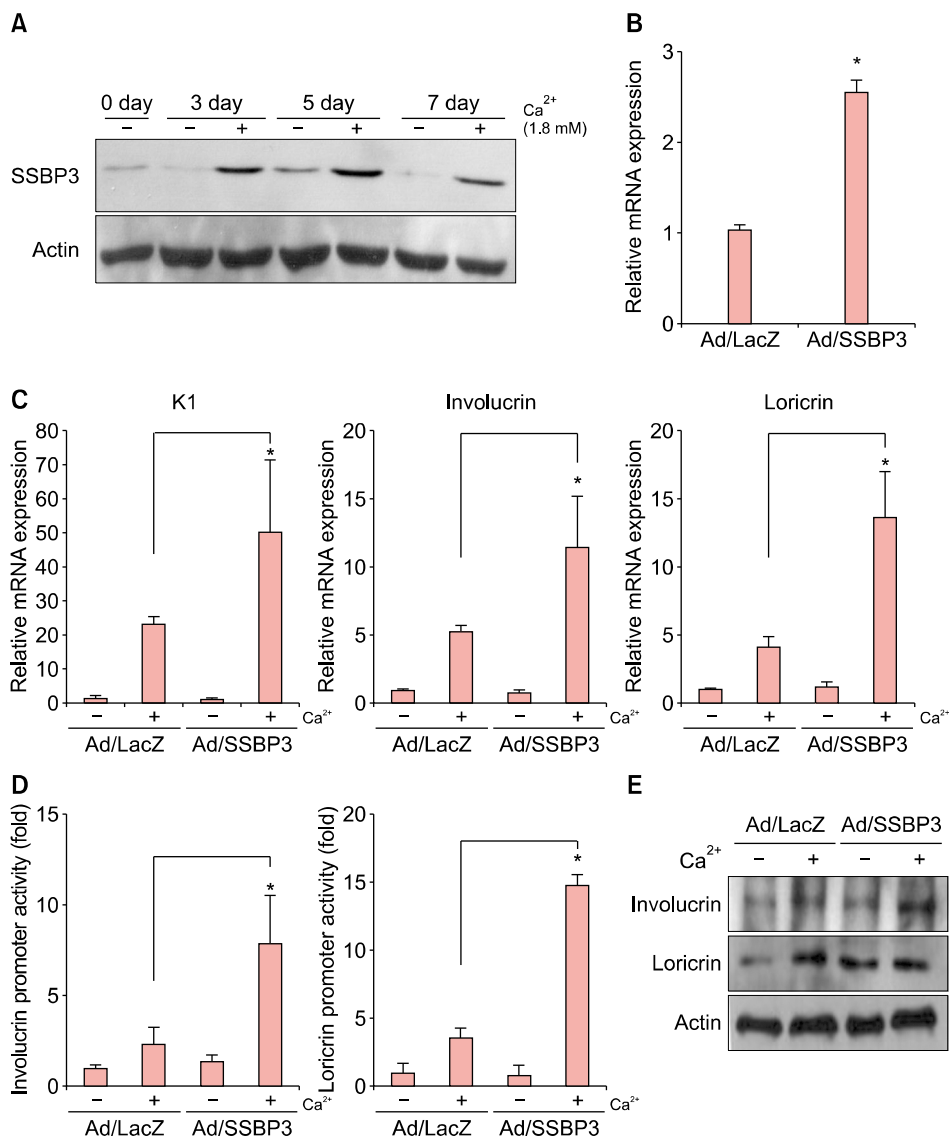 A
0 day 3 day 5 day 7 day Ca2+
– – + – + – + (1.8 mM)
SSBP3
Actin
B
Relative mRNA expression
3
2
1
0
*
Ad/LacZ Ad/SSBP3
C
K1
Relative mRNA expression
80
70
60
50
40
30
20
10
0
*
– + – + Ca2+
Ad/LacZ Ad/SSBP3
Involucrin
Relative mRNA expression
20
15
10
5
0
*
– + – + Ca2+
Ad/LacZ Ad/SSBP3
Loricrin
Relative mRNA expression
20
15
10
5
0
*
– + – + Ca2+
Ad/LacZ Ad/SSBP3
D
Involucrin promoter activity (fold)
15
10
5
0
*
– + – + Ca2+
Ad/LacZ Ad/SSBP3
Loricrin promoter activity (fold)
20
15
10
5
0
*
– + – + Ca2+
Ad/LacZ Ad/SSBP3
E
Ad/LacZ Ad/SSBP3
Ca2+ – + – +
Involucrin
Loricrin
Actin